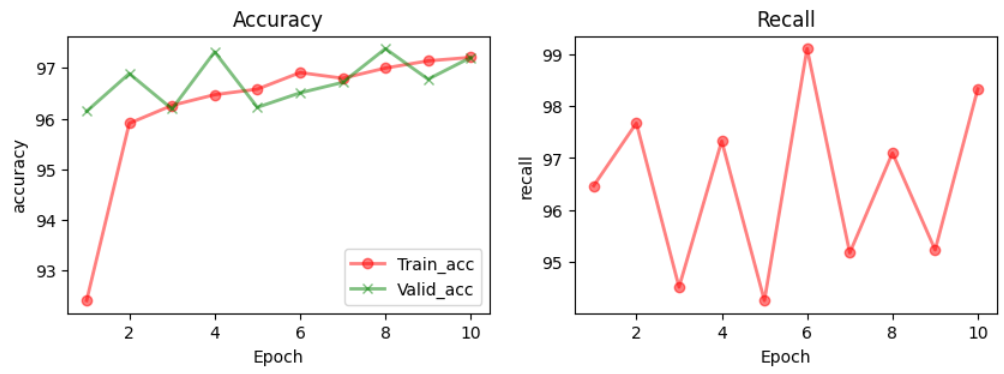 Accuracy
97
96
95
94
93
accuracy
2
4
6
8
10
Epoch
Train_acc
Valid_acc
Recall
99
98
97
96
95
recall
2
4
6
8
10
Epoch